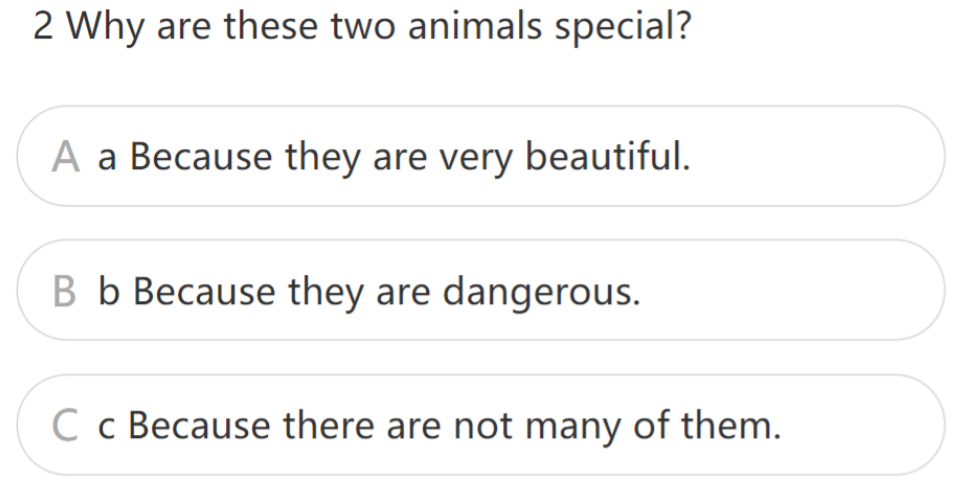 2 Why are these two animals special?
A a Because they are very beautiful.
B b Because they are dangerous.
C c Because there are not many of them.